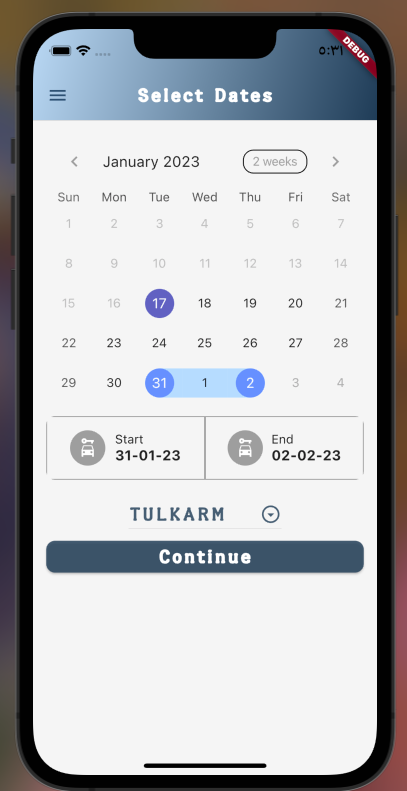 ٥:٣١
DEBUG
Select Dates
January 2023 2 weeks
Sun Mon Tue Wed Thu Fri Sat
1 2 3 4 5 6 7
8 9 10 11 12 13 14
15 16 17 18 19 20 21
22 23 24 25 26 27 28
29 30 31 1 2 3 4
Start End
31-01-23 02-02-23
TULKARM
Continue